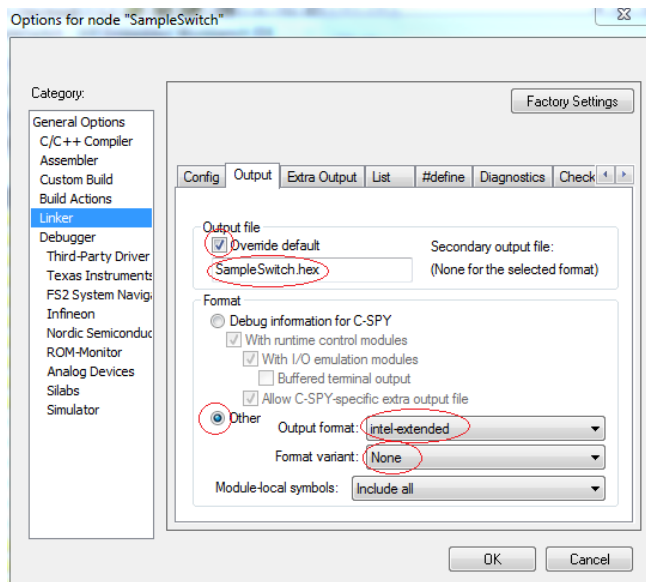 Options for node "SampleSwitch"
Category:
Factory Settings
General Options
C/C++ Compiler
Assembler
Custom Build
Build Actions
Linker
Debugger
Third-Party Driver
Texas Instruments
FS2 System Naviga
Infineon
Nordic Semiconduc
ROM-Monitor
Analog Devices
Silabs
Simulator
Config
Output
Extra Output
List
#define
Diagnostics
Check
Output file
Override default
Secondary output file:
SampleSwitch.hex
(None for the selected format)
Format
Debug information for C-SPY
With runtime control modules
With I/O emulation modules
Buffered terminal output
Allow C-SPY-specific extra output file
Other
Output format:
intel-extended
Format variant:
None
Module-local symbols:
Include all
OK
Cancel